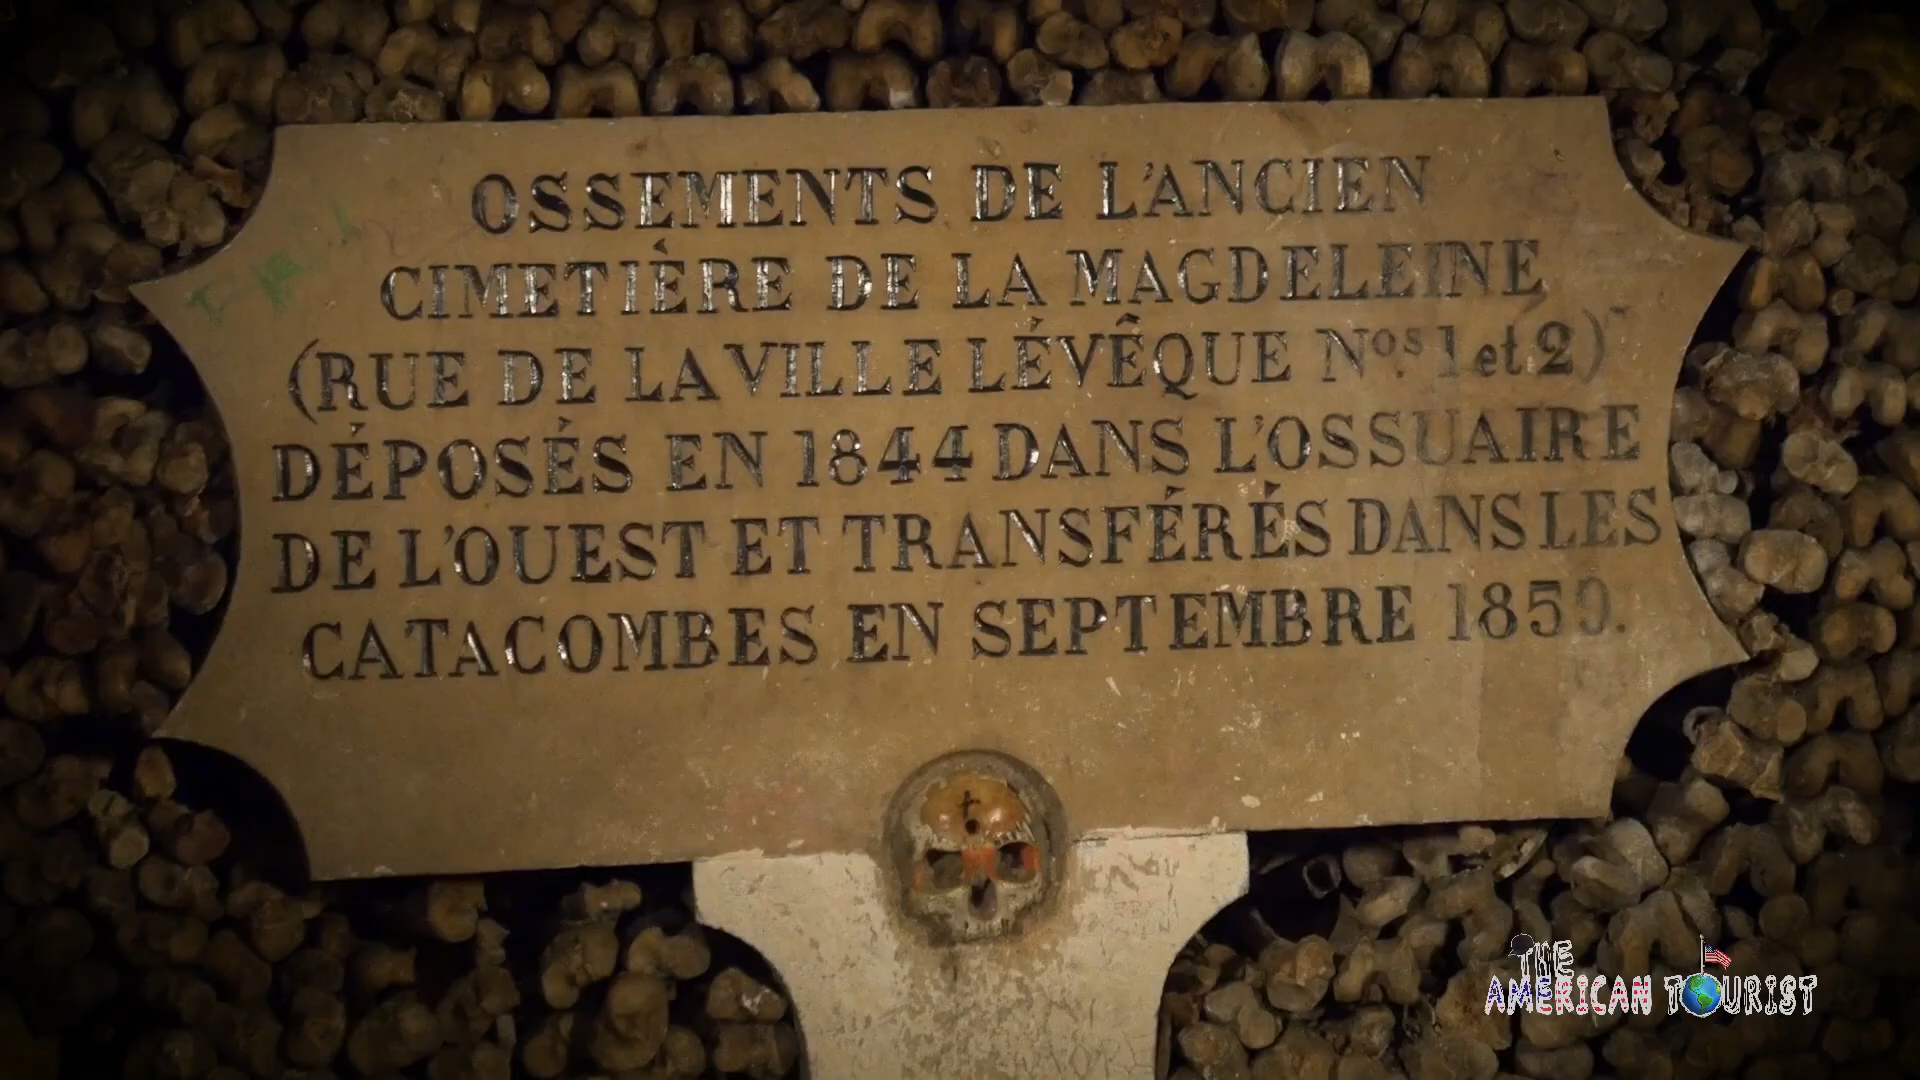 OSSEMENTS DE L'ANCIEN
CIMETIÈRE DE LA MAGDELEINE
(RUE DE LA VILLE LÉVÊQUE Nos. 1 et 2)
DÉPOSÉS EN 1844 DANS L'OSSUAIRE
DE L'OUEST ET TRANSFÉRÉS DANS LES
CATACOMBES EN SEPTEMBRE 1859.
THE
AMERICAN TOURIST